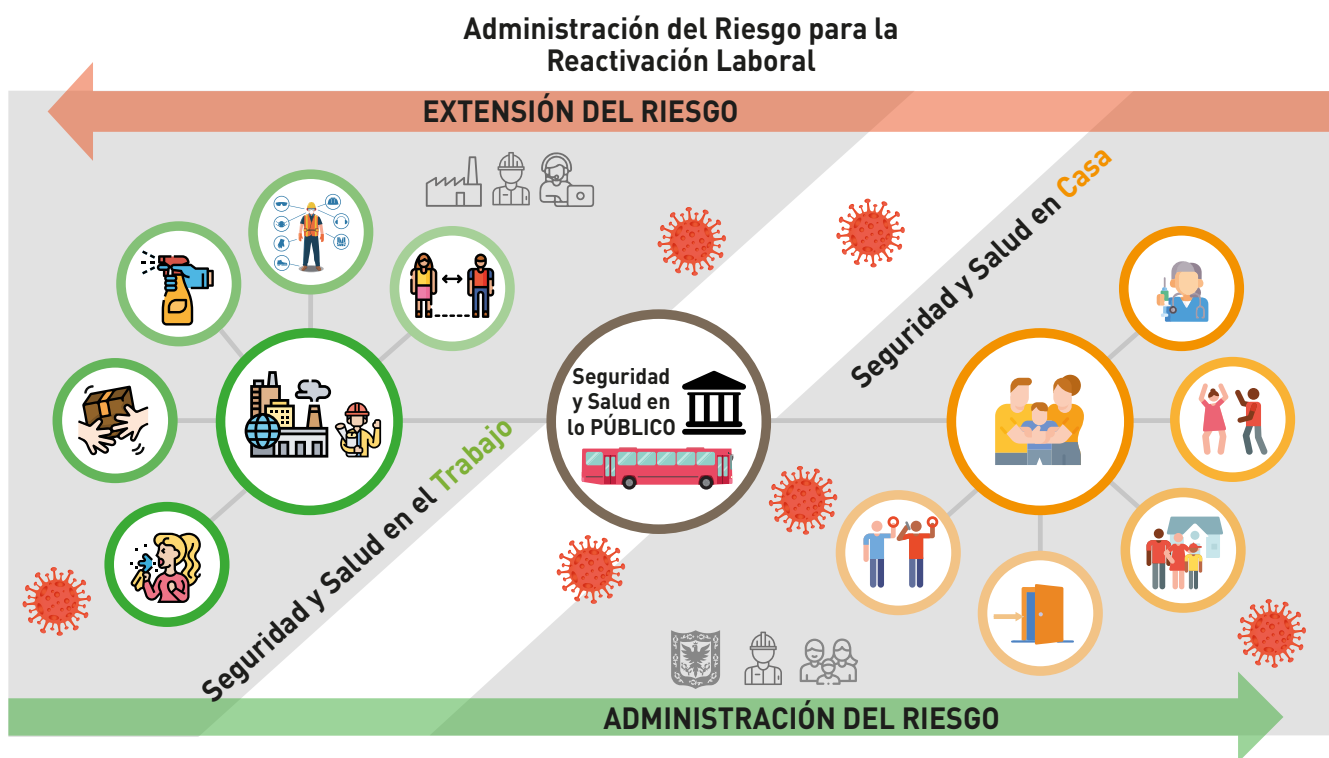 Administración del Riesgo para la
Reactivación Laboral
EXTENSIÓN DEL RIESGO
Seguridad y Salud en el Trabajo
Seguridad
y Salud en
lo PÚBLICO
Seguridad y Salud en Casa
ADMINISTRACIÓN DEL RIESGO